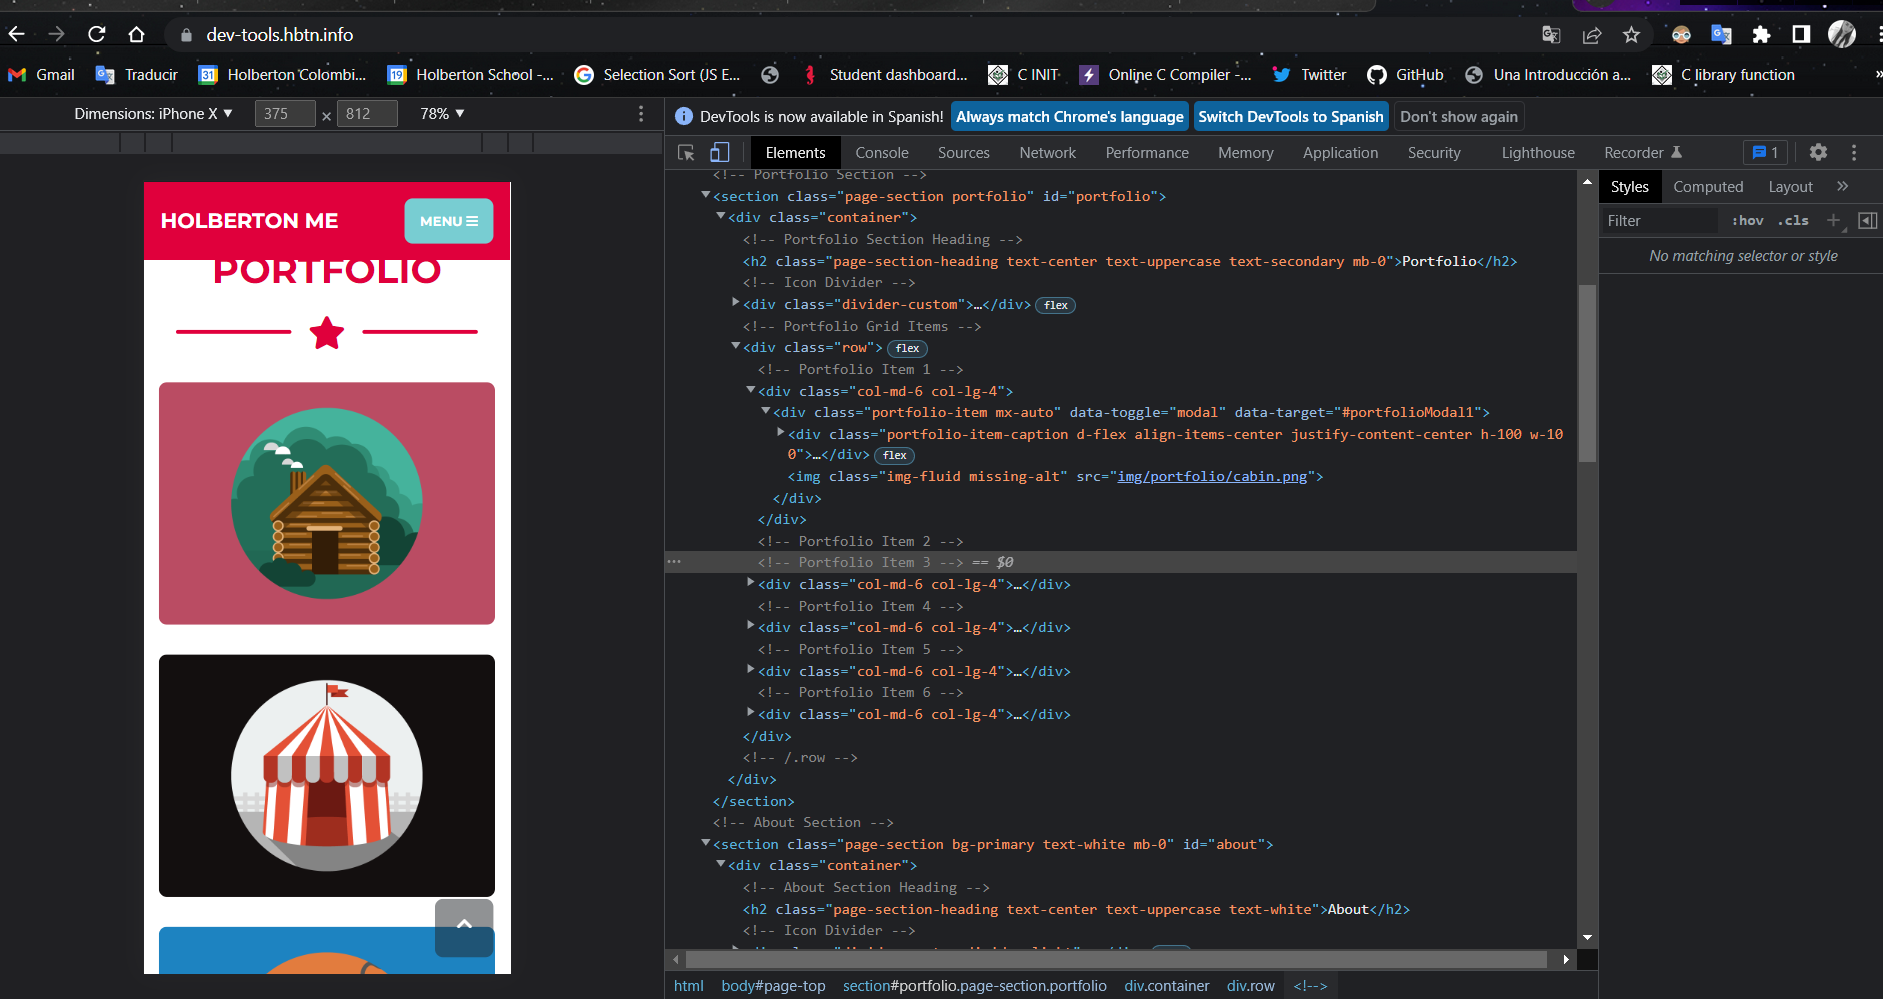 dev-tools.hbtn.info
Gmail Traducir Holberton Colombi... Holberton School -... Selection Sort (JS E... Student dashboard... C INIT Online C Compiler -... Twitter GitHub Una Introducción a... C library function »
Dimensions: iPhone X ▼ 375 × 812 78% ▼
HOLBERTON ME
MENU
PORTFOLIO
DevTools is now available in Spanish! Always match Chrome's language Switch DevTools to Spanish Don't show again
Elements Console Sources Network Performance Memory Application Security Lighthouse Recorder 1
<!-- Portfolio Section -->
<section class="page-section portfolio" id="portfolio">
<div class="container">
<!-- Portfolio Section Heading -->
<h2 class="page-section-heading text-center text-uppercase text-secondary mb-0">Portfolio</h2>
<!-- Icon Divider -->
<div class="divider-custom">…</div> flex
<!-- Portfolio Grid Items -->
<div class="row"> flex
<!-- Portfolio Item 1 -->
<div class="col-md-6 col-lg-4">
<div class="portfolio-item mx-auto" data-toggle="modal" data-target="#portfolioModal1">
<div class="portfolio-item-caption d-flex align-items-center justify-content-center h-100 w-10
0">…</div> flex
<img class="img-fluid missing-alt" src="img/portfolio/cabin.png">
</div>
</div>
<!-- Portfolio Item 2 -->
<!-- Portfolio Item 3 --> == $0
<div class="col-md-6 col-lg-4">…</div>
<!-- Portfolio Item 4 -->
<div class="col-md-6 col-lg-4">…</div>
<!-- Portfolio Item 5 -->
<div class="col-md-6 col-lg-4">…</div>
<!-- Portfolio Item 6 -->
<div class="col-md-6 col-lg-4">…</div>
</div>
<!-- /.row -->
</div>
</section>
<!-- About Section -->
<section class="page-section bg-primary text-white mb-0" id="about">
<div class="container">
<!-- About Section Heading -->
<h2 class="page-section-heading text-center text-uppercase text-white">About</h2>
<!-- Icon Divider -->
html body#page-top section#portfolio.page-section.portfolio div.container div.row <!-->
Styles Computed Layout »
Filter :hov .cls +
No matching selector or style